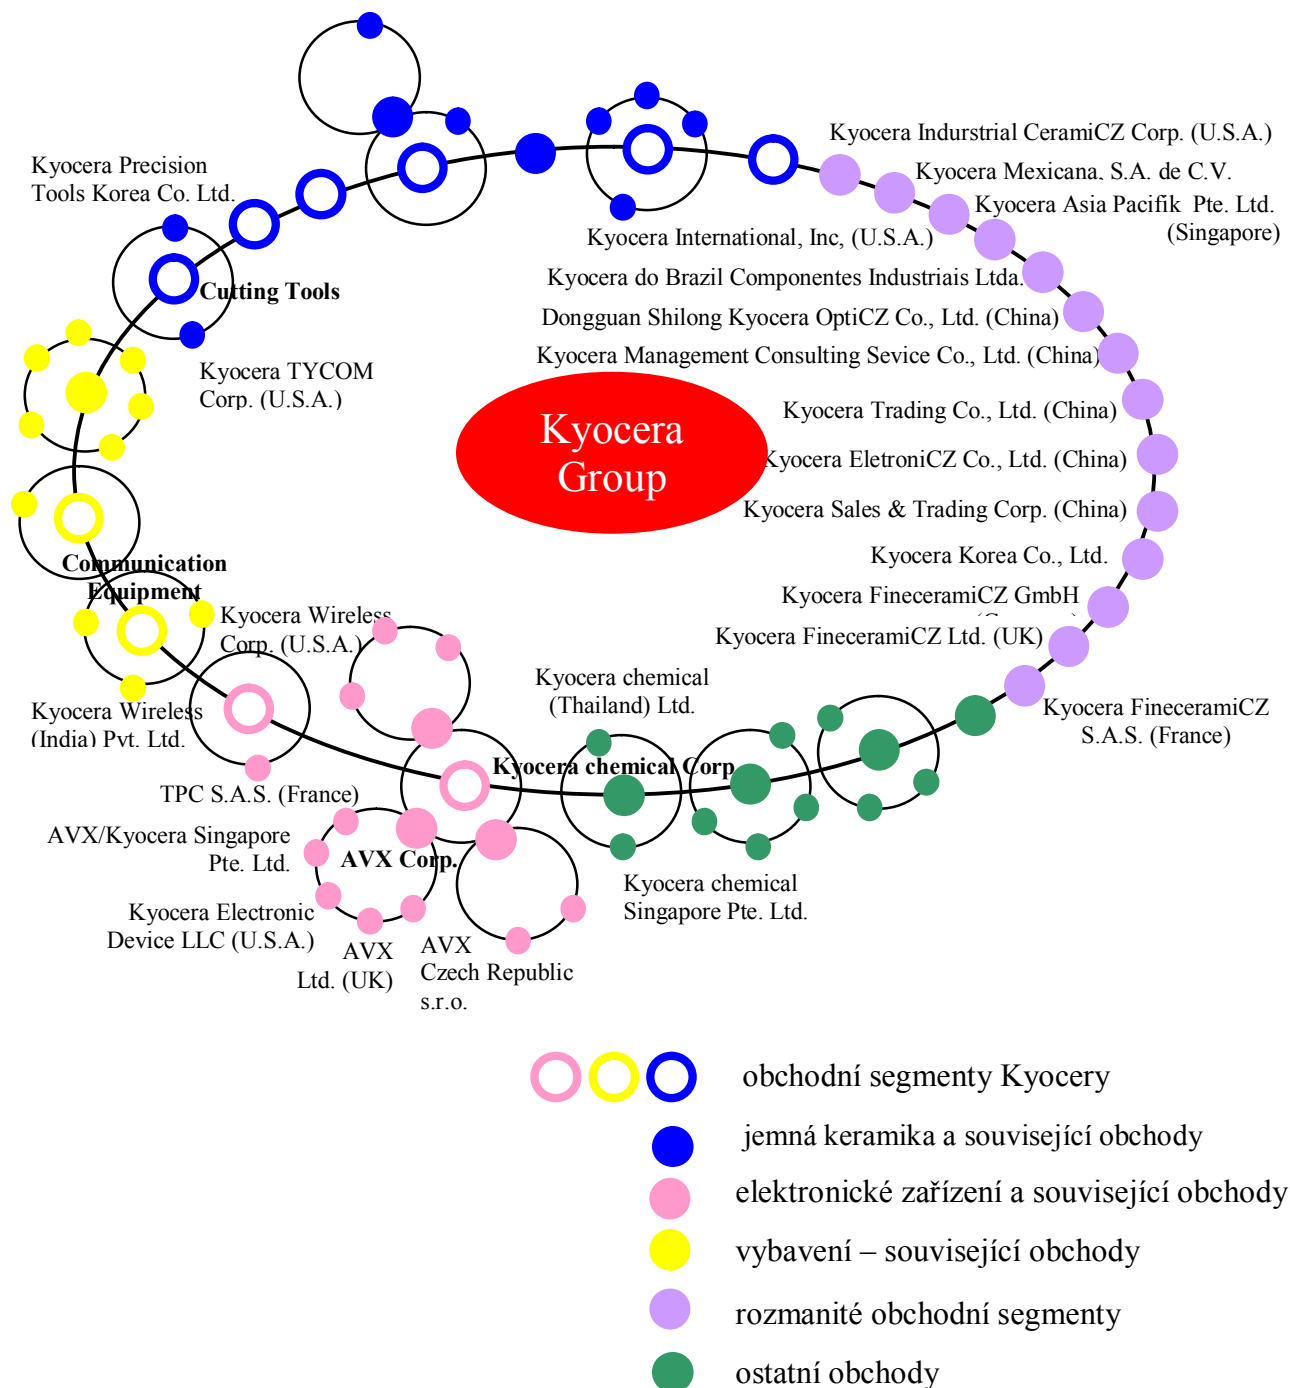 Kyocera Indurstrial CeramiCZ Corp. (U.S.A.)
Kyocera Mexicana, S.A. de C.V.
Kyocera Asia Pacifik Pte. Ltd.
(Singapore)
Kyocera International, Inc, (U.S.A.)
Kyocera do Brazil Componentes Industriais Ltda.
Dongguan Shilong Kyocera OptiCZ Co., Ltd. (China)
Kyocera Management Consulting Sevice Co., Ltd. (China)
Kyocera Trading Co., Ltd. (China)
Kyocera EletroniCZ Co., Ltd. (China)
Kyocera Sales & Trading Corp. (China)
Kyocera Korea Co., Ltd.
Kyocera FineceramiCZ GmbH
Kyocera FineceramiCZ Ltd. (UK)
Kyocera FineceramiCZ
S.A.S. (France)
Kyocera Precision
Tools Korea Co. Ltd.
Cutting Tools
Kyocera TYCOM
Corp. (U.S.A.)
Kyocera
Group
Communication
Equipment
Kyocera Wireless
Corp. (U.S.A.)
Kyocera Wireless
(India) Pvt. Ltd.
TPC S.A.S. (France)
AVX/Kyocera Singapore
Pte. Ltd.
AVX Corp.
Kyocera Electronic
Device LLC (U.S.A.)
AVX
Ltd. (UK)
AVX
Czech Republic
s.r.o.
Kyocera chemical
(Thailand) Ltd.
Kyocera chemical Corp
Kyocera chemical
Singapore Pte. Ltd.
obchodní segmenty Kyocery
jemná keramika a související obchody
elektronické zařízení a související obchody
vybavení – související obchody
rozmanité obchodní segmenty
ostatní obchody